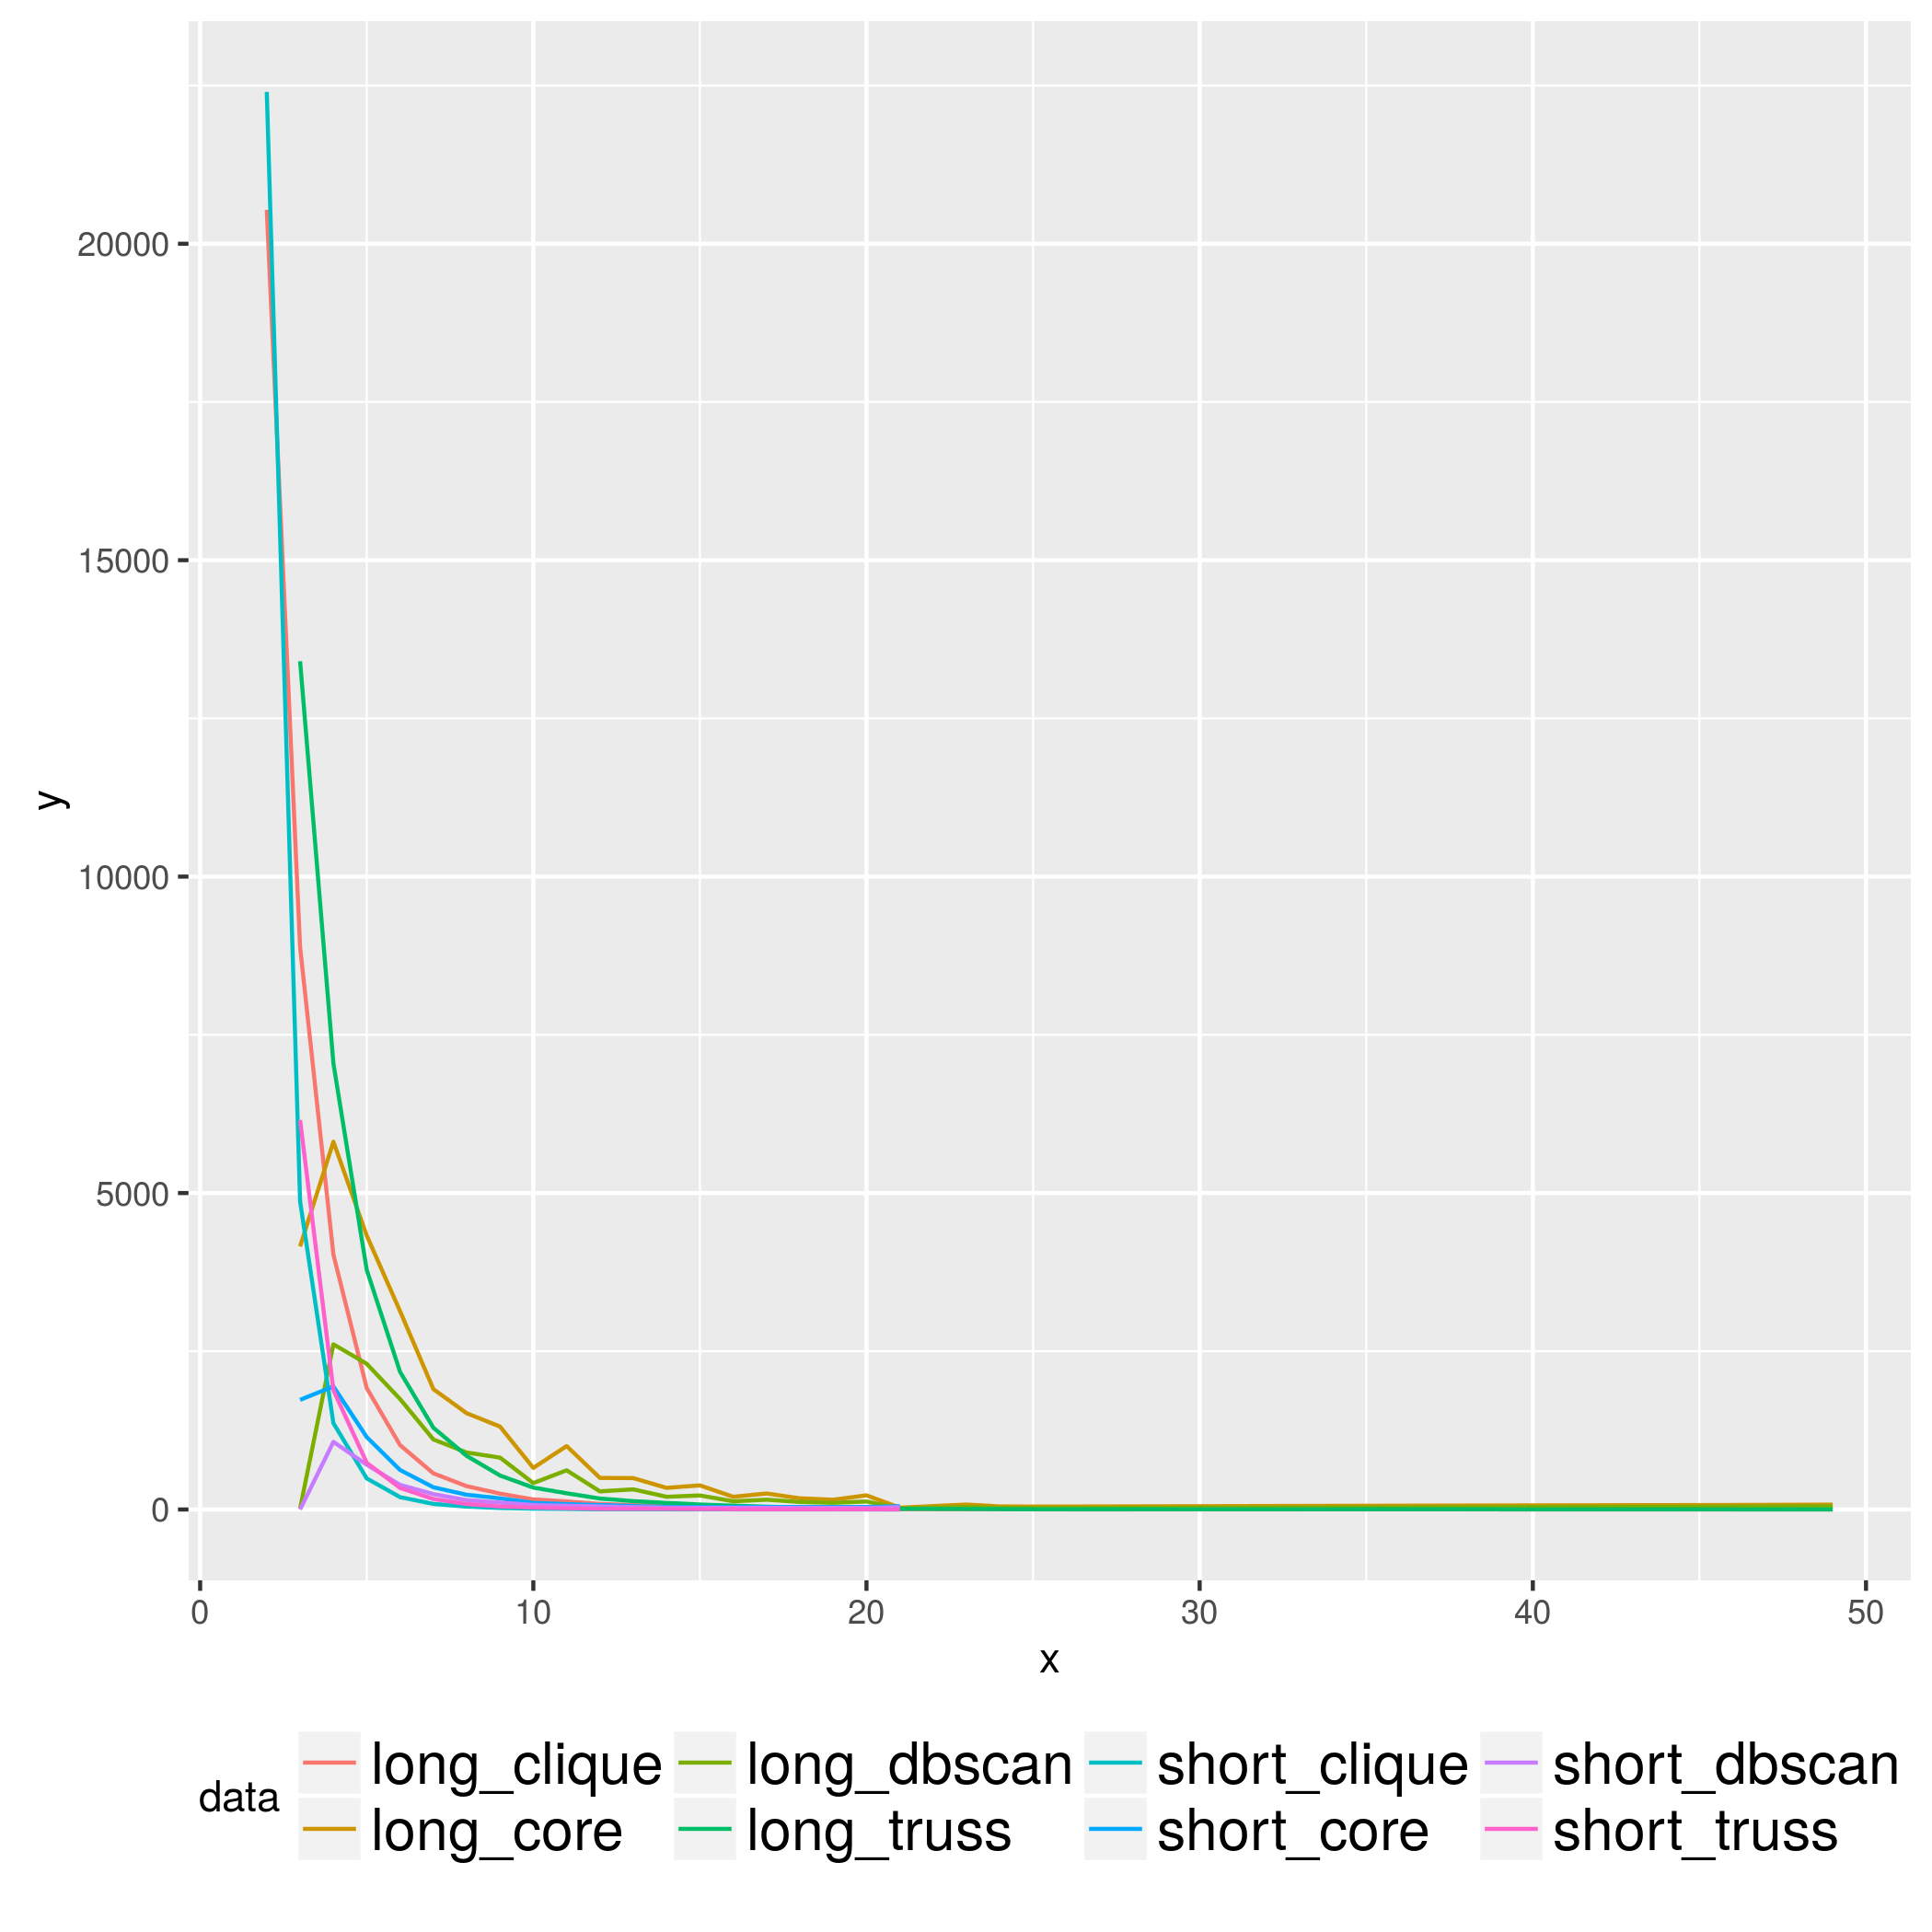 20000
15000
10000
5000
0
y
0 10 20 30 40 50
x
data
long_clique long_dbscan short_clique short_dbscan
long_core long_truss short_core short_truss